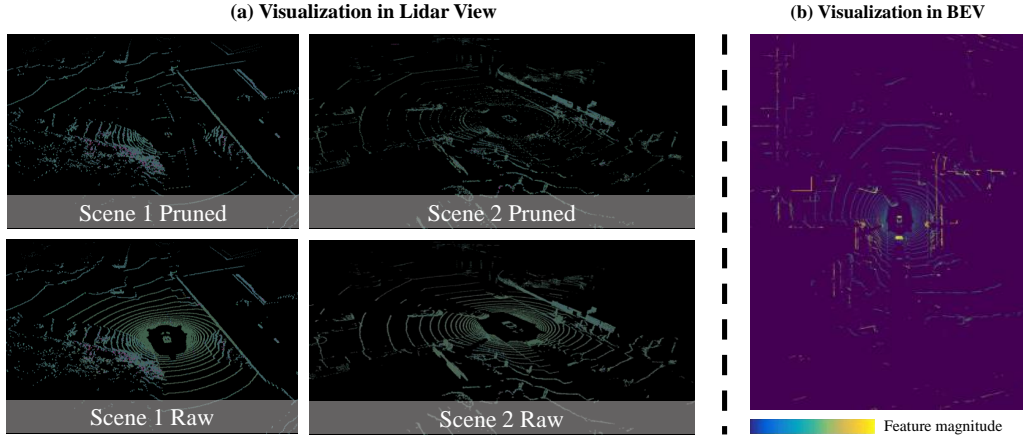 (a) Visualization in Lidar View
(b) Visualization in BEV
Scene 1 Pruned
Scene 2 Pruned
Scene 1 Raw
Scene 2 Raw
Feature magnitude